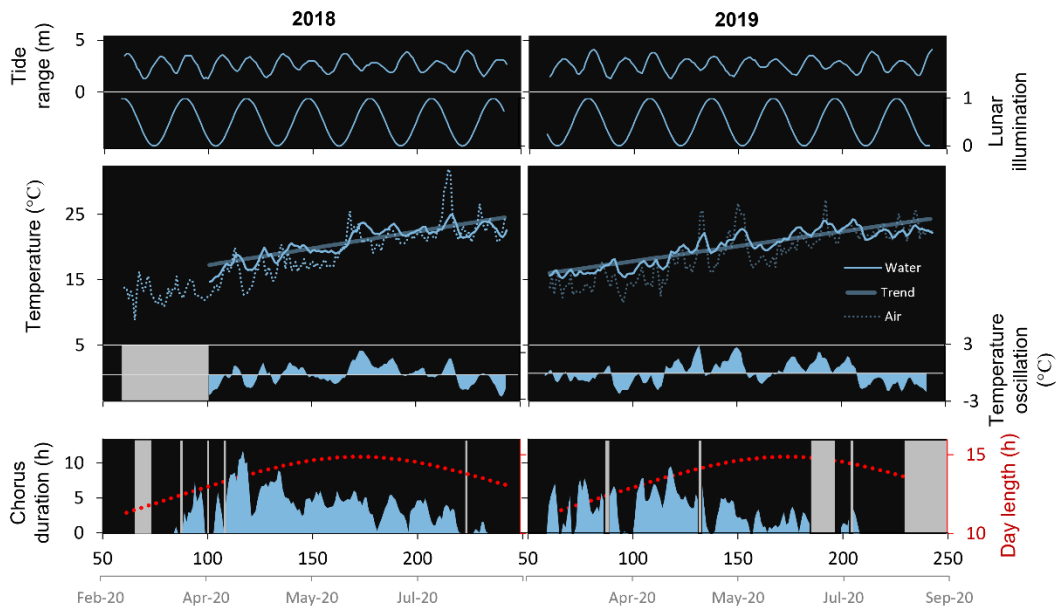 2018 2019
Tide range (m)
5
0
Lunar illumination
1
0
Temperature (°C)
25
15
5
Water
Trend
Air
Temperature oscillation (°C)
3
-3
Chorus duration (h)
10
5
0
Day length (h)
15
10
50 100 150 200 50 100 150 200 250
Feb-20 Apr-20 May-20 Jul-20 Apr-20 May-20 Jul-20 Sep-20